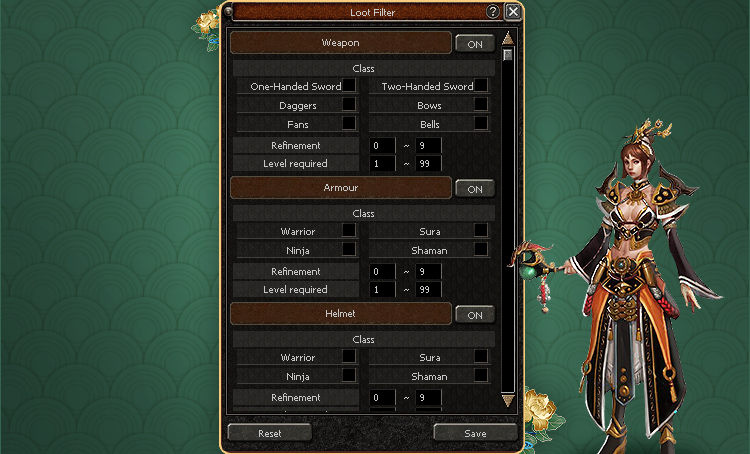 Loot Filter ?
Weapon ON
Class
One-Handed Sword Two-Handed Sword
Daggers Bows
Fans Bells
Refinement 0 ~ 9
Level required 1 ~ 99
Armour ON
Class
Warrior Sura
Ninja Shaman
Refinement 0 ~ 9
Level required 1 ~ 99
Helmet ON
Class
Warrior Sura
Ninja Shaman
Refinement 0 ~ 9
Reset Save